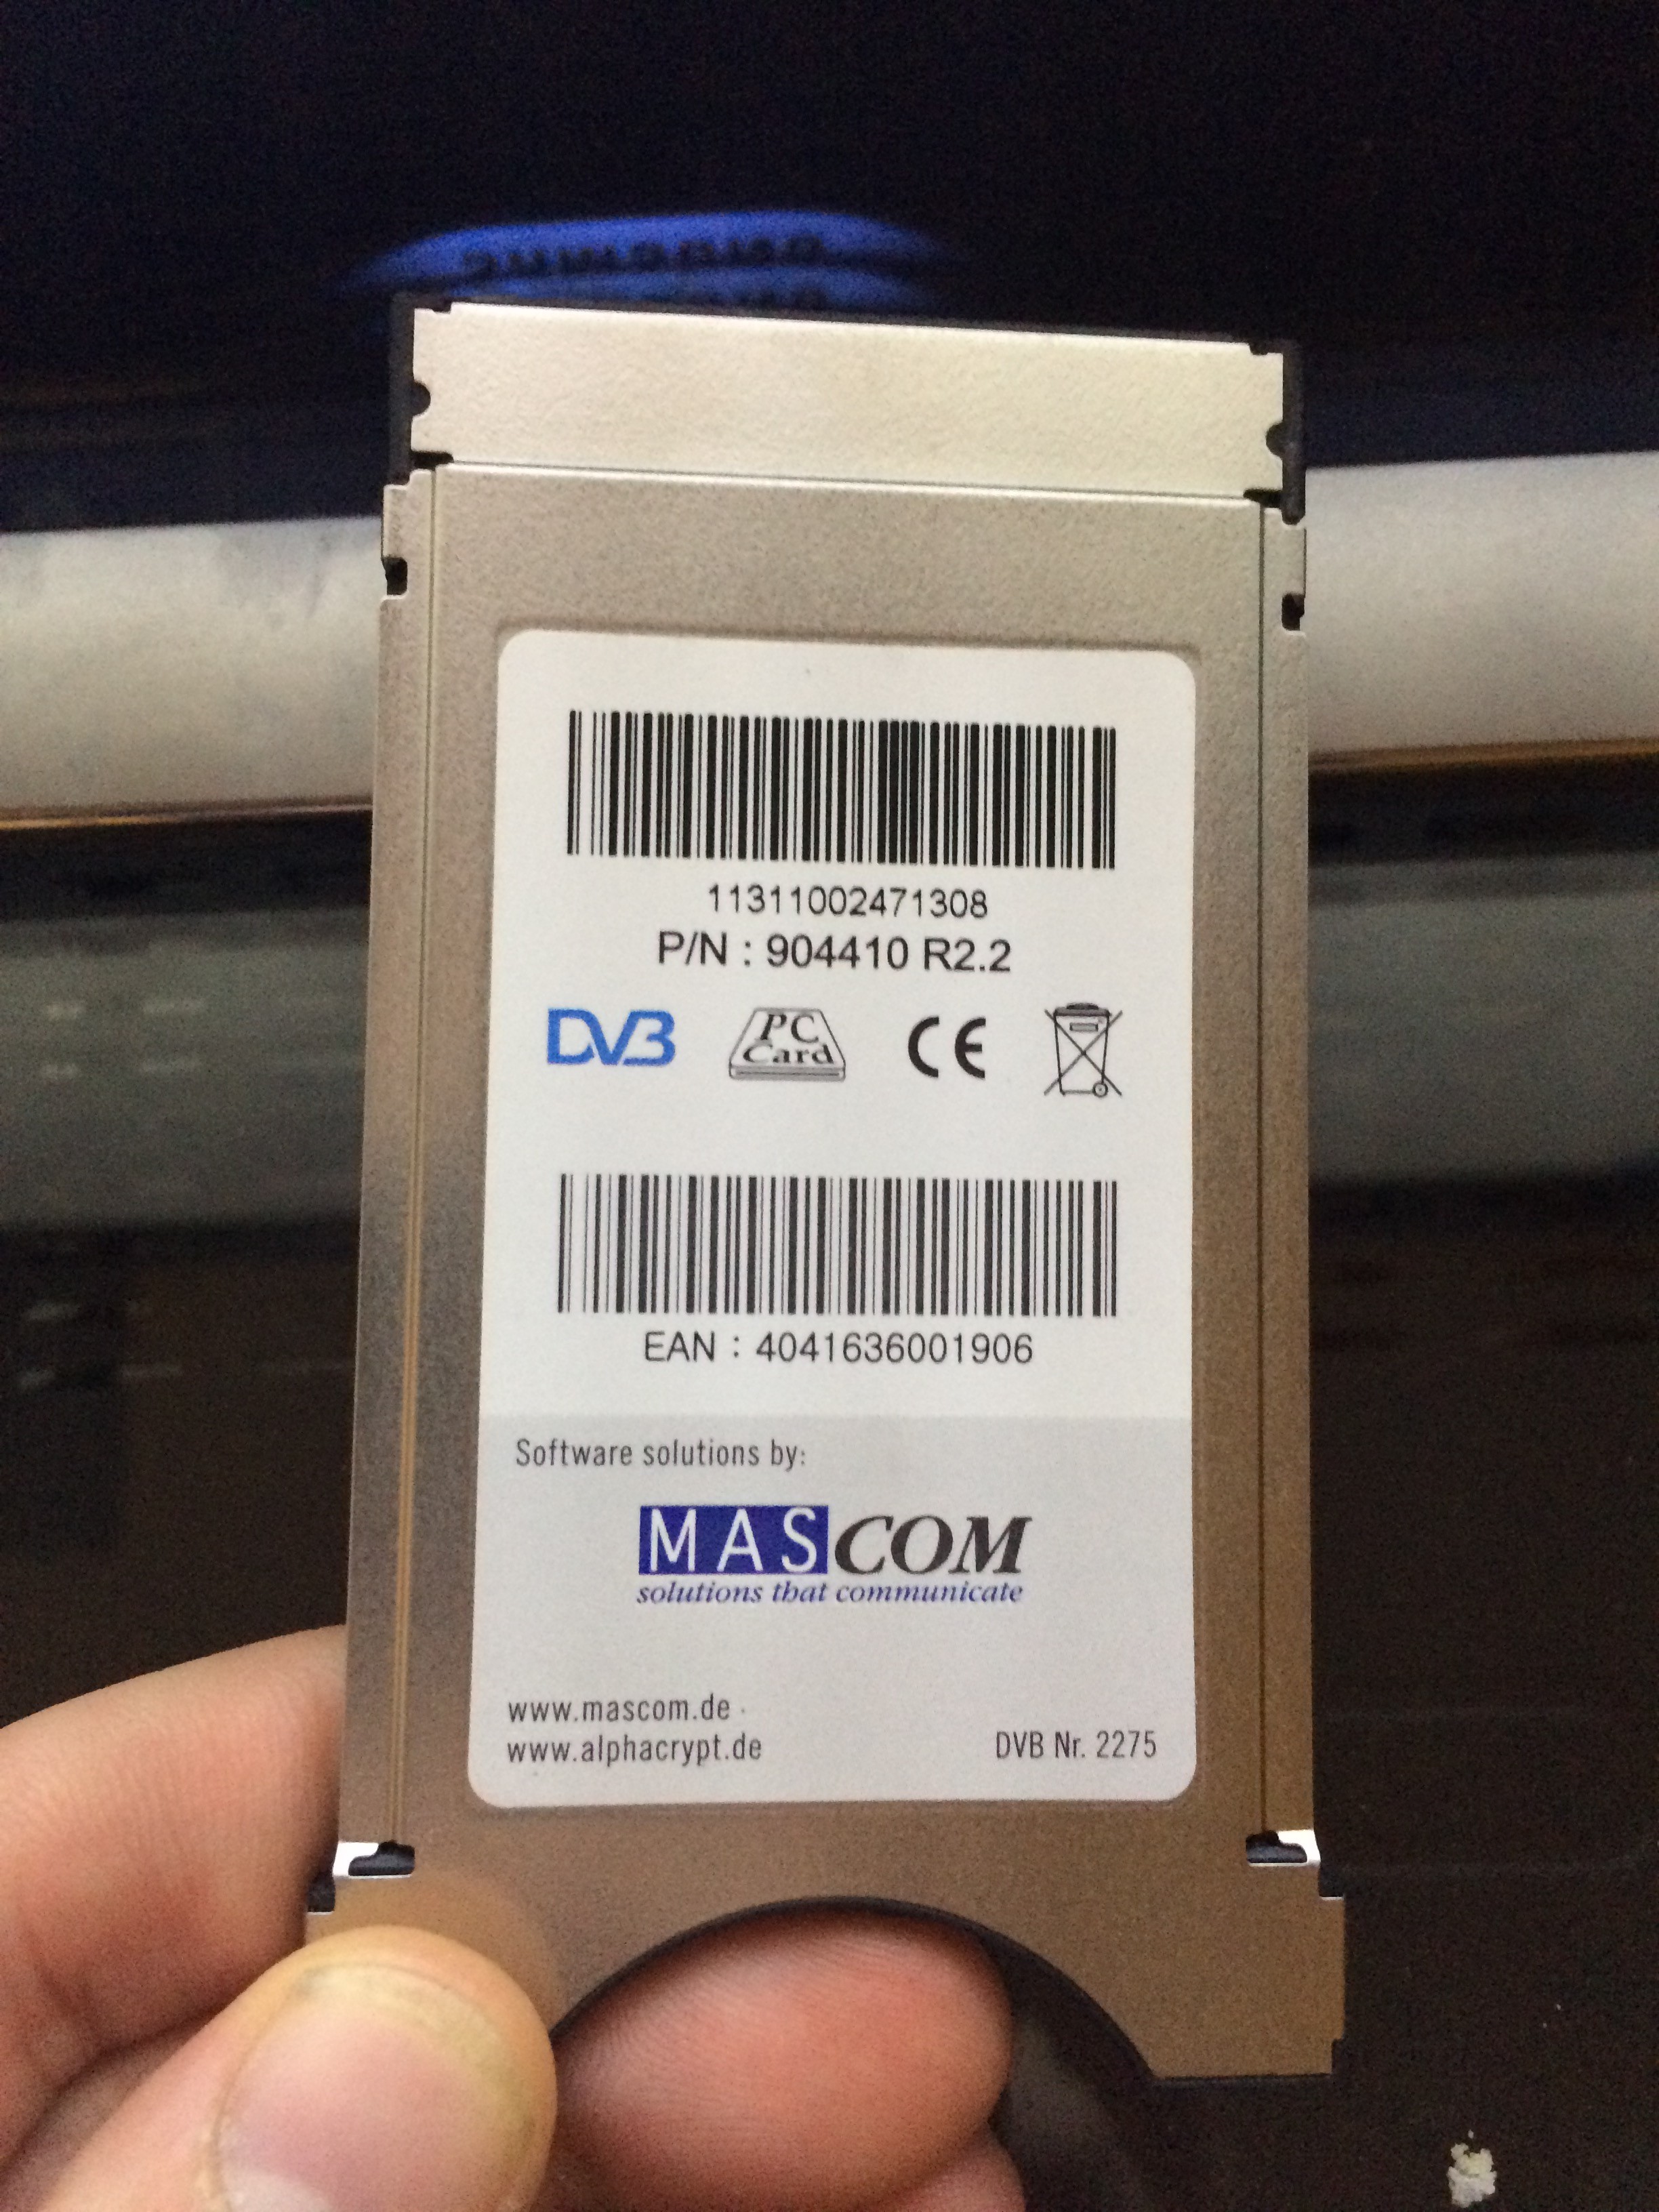 11311002471308
P/N : 904410 R2.2
DVB PC Card CE
EAN : 4041636001906
Software solutions by:
MASCOM
solutions that communicate
www.mascom.de
www.alphacrypt.de
DVB Nr. 2275